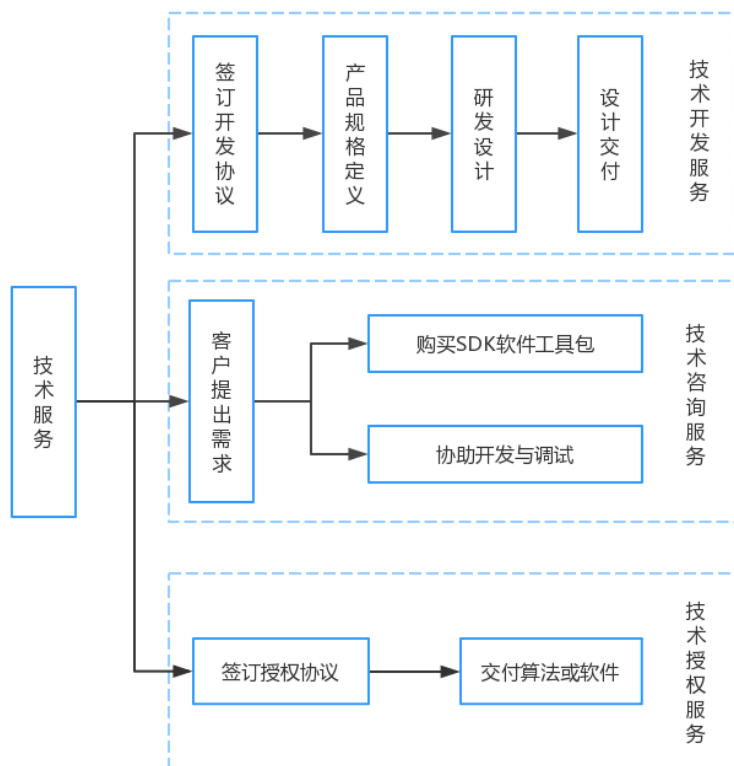 技术服务
签订开发协议
产品规格定义
研发设计
设计交付
技术开发服务
客户提出需求
购买SDK软件工具包
协助开发与调试
技术咨询服务
签订授权协议
交付算法或软件
技术授权服务